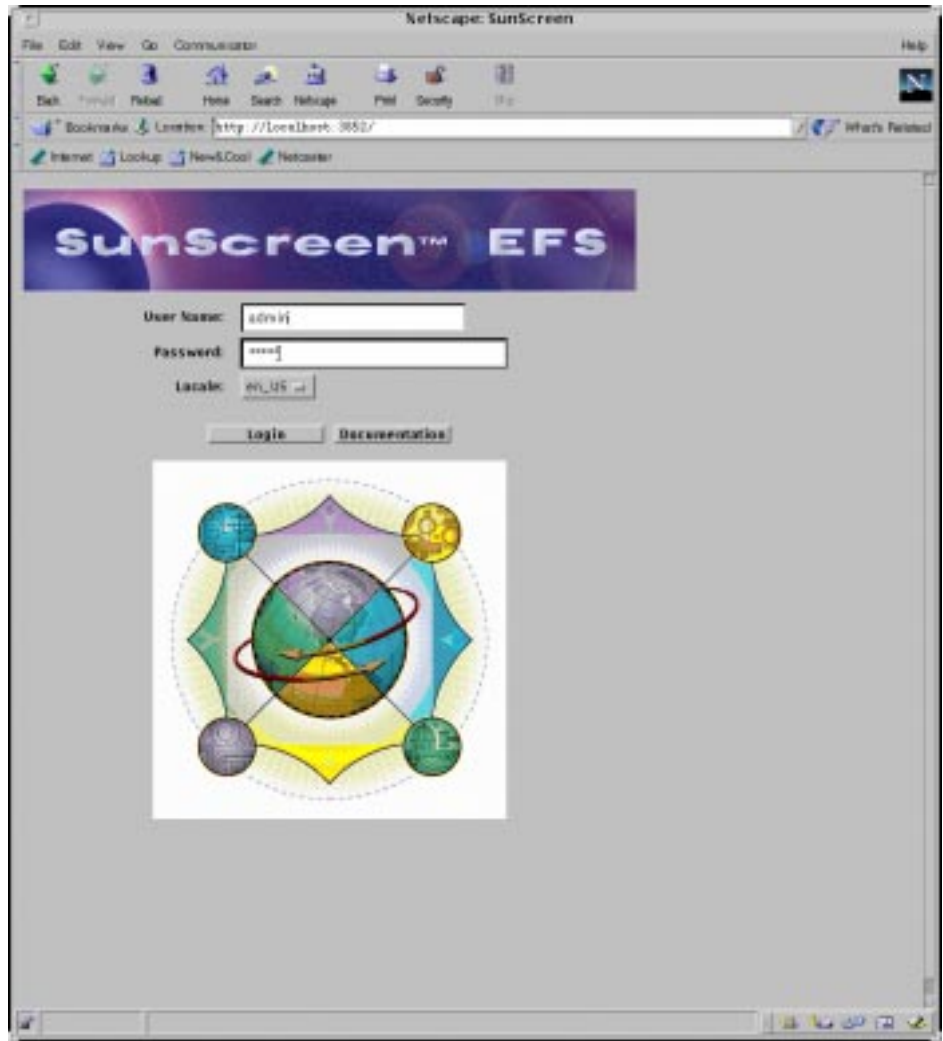 Netscape: SunScreen
File Edit View Go Communicator Help
Back Forward Reload Home Search Netscape Print Security Stop
Bookmarks Location: http://localhost:3852/ What's Related
Internet Lookup New&Cool Netcaster
SunScreen™ EFS
User Name: admin
Password: *****
Locale: en_US
Login Documentation